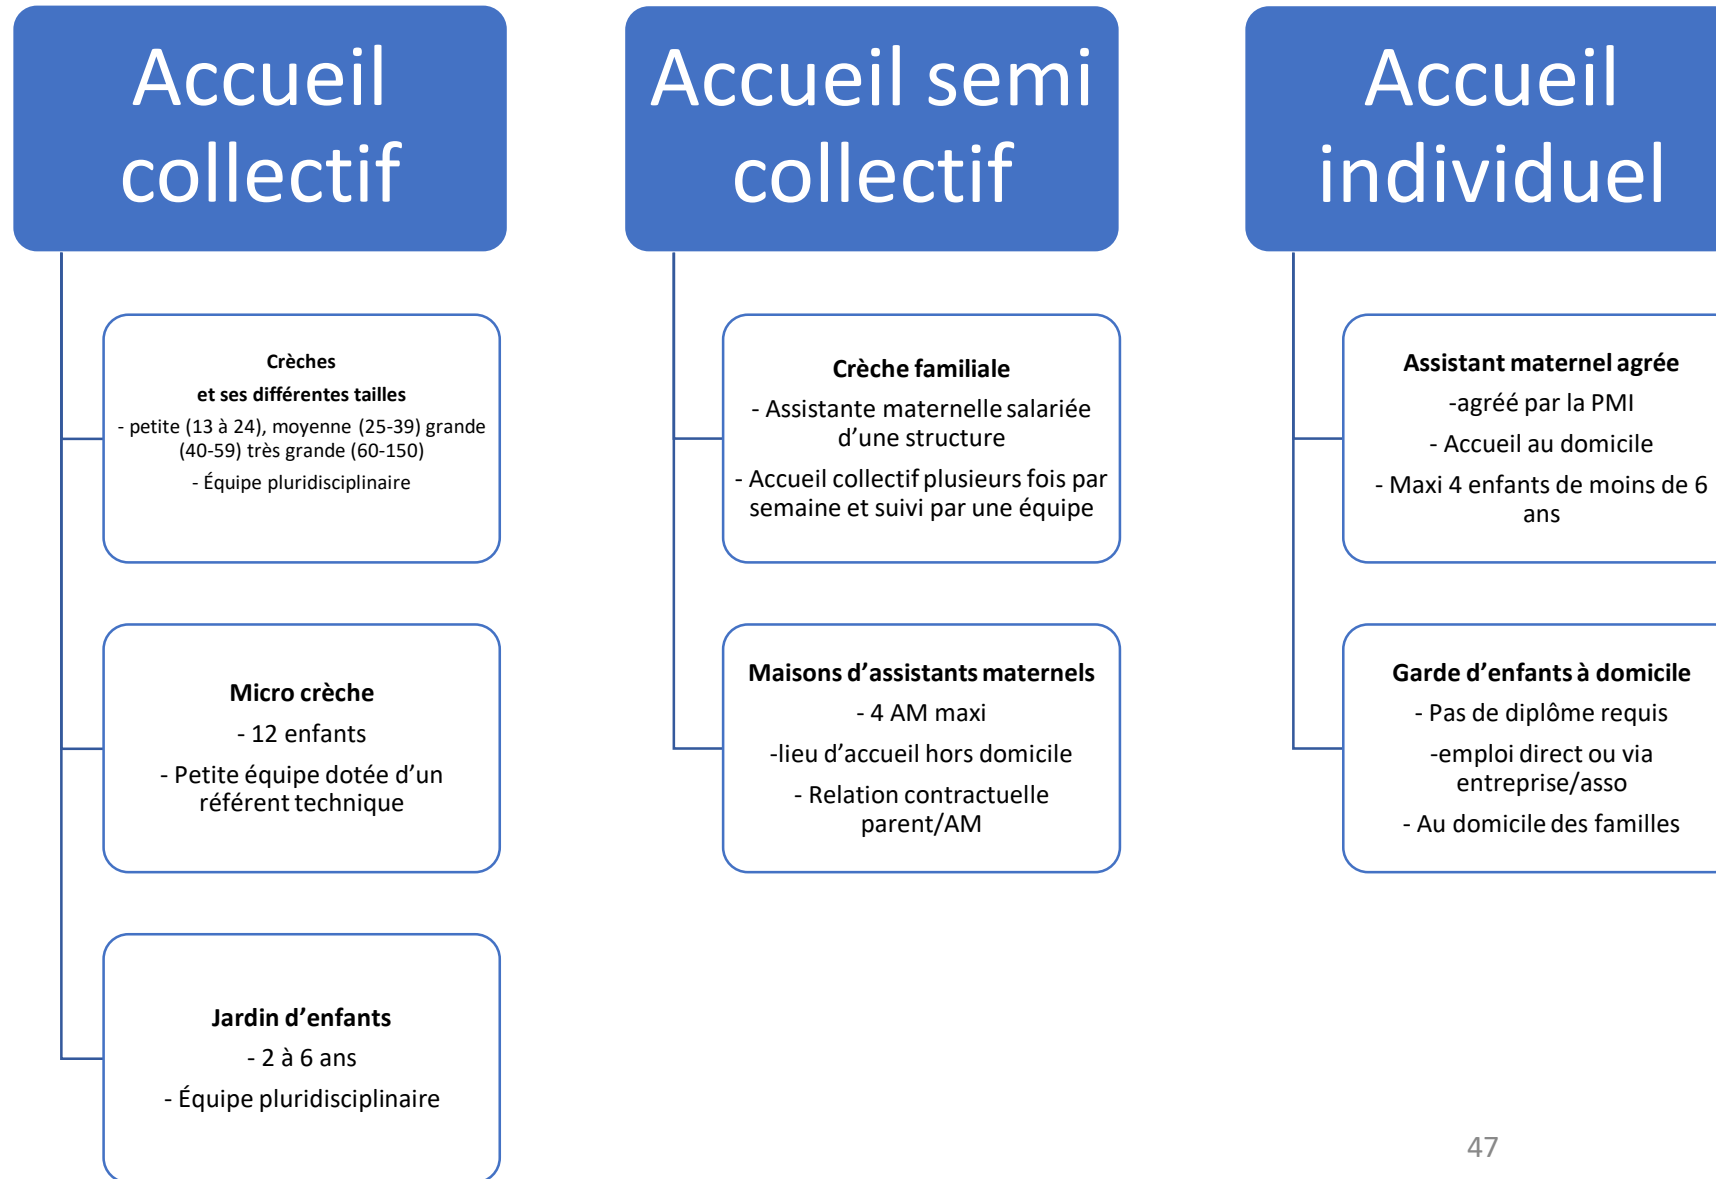 Accueil
collectif
Crèches
et ses différentes tailles
- petite (13 à 24), moyenne (25-39) grande
(40-59) très grande (60-150)
- Équipe pluridisciplinaire
Micro crèche
- 12 enfants
- Petite équipe dotée d’un
référent technique
Jardin d’enfants
- 2 à 6 ans
- Équipe pluridisciplinaire
Accueil semi
collectif
Crèche familiale
- Assistante maternelle salariée
d’une structure
- Accueil collectif plusieurs fois par
semaine et suivi par une équipe
Maisons d’assistants maternels
- 4 AM maxi
-lieu d’accueil hors domicile
- Relation contractuelle
parent/AM
Accueil
individuel
Assistant maternel agrée
-agréé par la PMI
- Accueil au domicile
- Maxi 4 enfants de moins de 6
ans
Garde d’enfants à domicile
- Pas de diplôme requis
-emploi direct ou via
entreprise/asso
- Au domicile des familles
47